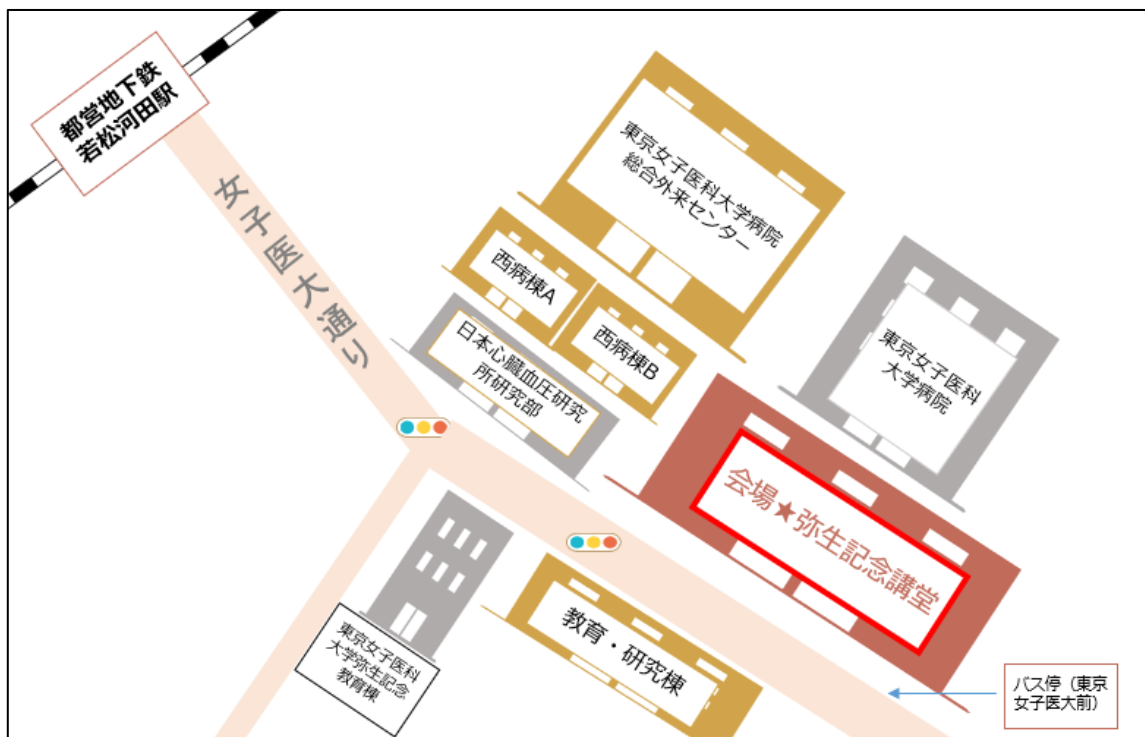 都営地下鉄
若松河田駅
女子医大通り
東京女子医科大学病院
総合外来センター
西病棟A
西病棟B
日本心臓血圧研究
所研究部
東京女子医科
大学病院
会場★弥生記念講堂
教育・研究棟
東京女子医科
大学弥生記念
教育棟
バス停（東京
女子医大前）